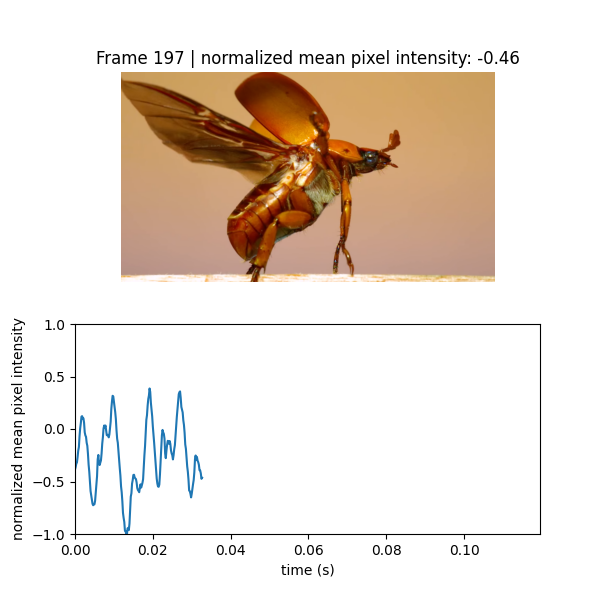 Frame 197 | normalized mean pixel intensity: -0.46
1.0
0.5
0.0
−0.5
−1.0
normalized mean pixel intensity
0.00 0.02 0.04 0.06 0.08 0.10
time (s)